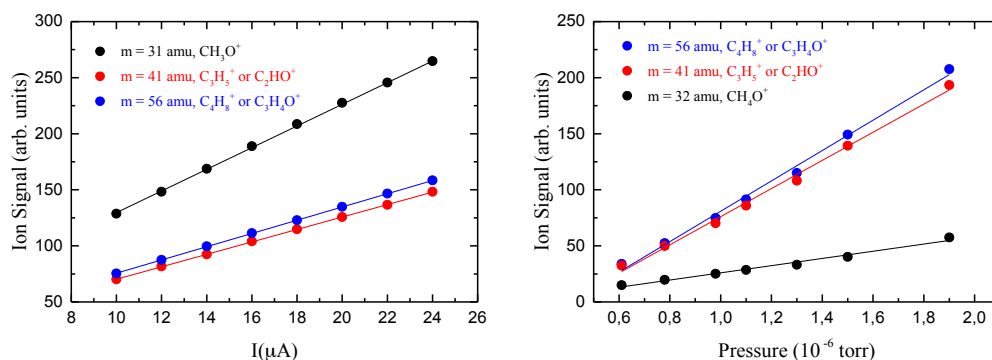 300
250
200
150
100
50
Ion Signal (arb. units)
m = 31 amu, CH₃O⁺
m = 41 amu, C₃H₅⁺ or C₂HO⁺
m = 56 amu, C₄H₈⁺ or C₃H₄O⁺
8 10 12 14 16 18 20 22 24 26
I(μA)
250
200
150
100
50
0
Ion Signal (arb. units)
m = 56 amu, C₄H₈⁺ or C₃H₄O⁺
m = 41 amu, C₃H₅⁺ or C₂HO⁺
m = 32 amu, CH₄O⁺
0,6 0,8 1,0 1,2 1,4 1,6 1,8 2,0
Pressure (10⁻⁶ torr)